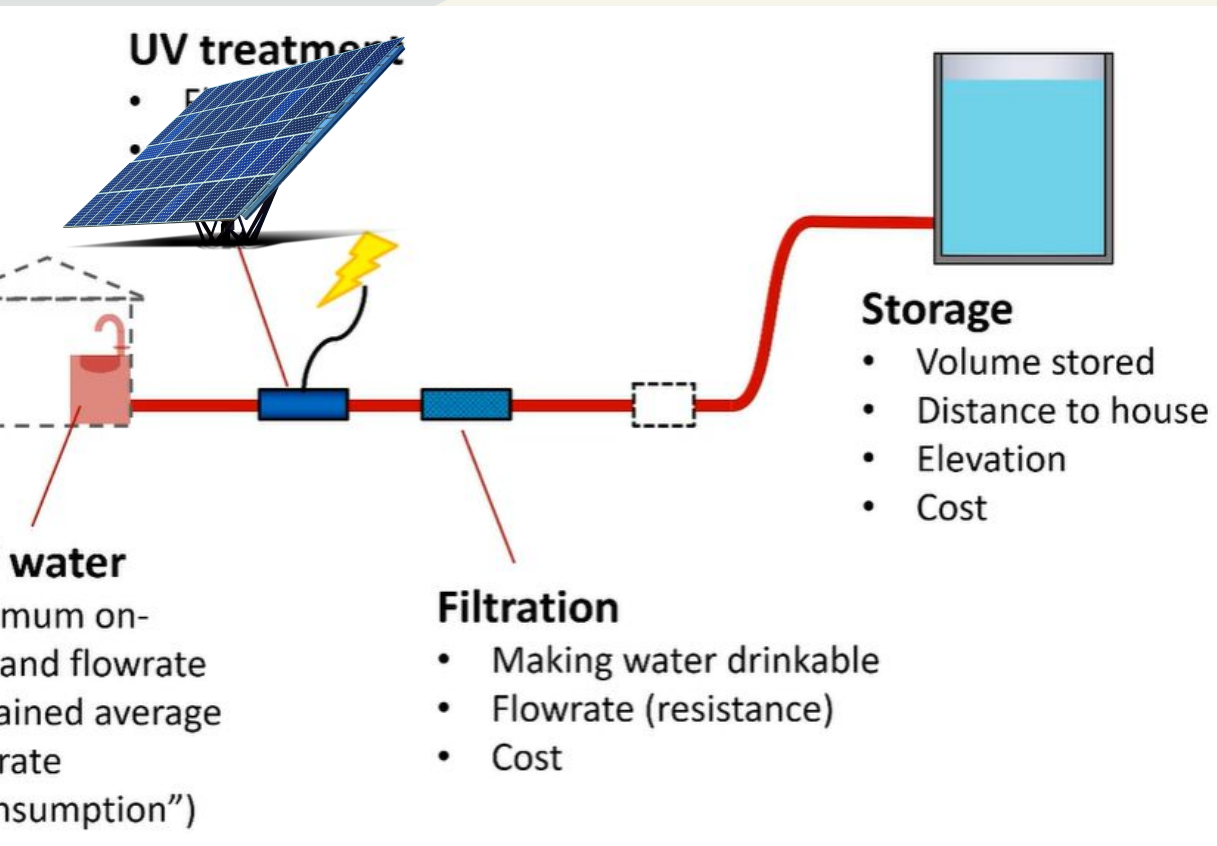 UV treatment
•
•
Storage
• Volume stored
• Distance to house
• Elevation
• Cost
water
mum on-
and flowrate
ained average
rate
nsumption”)
Filtration
• Making water drinkable
• Flowrate (resistance)
• Cost